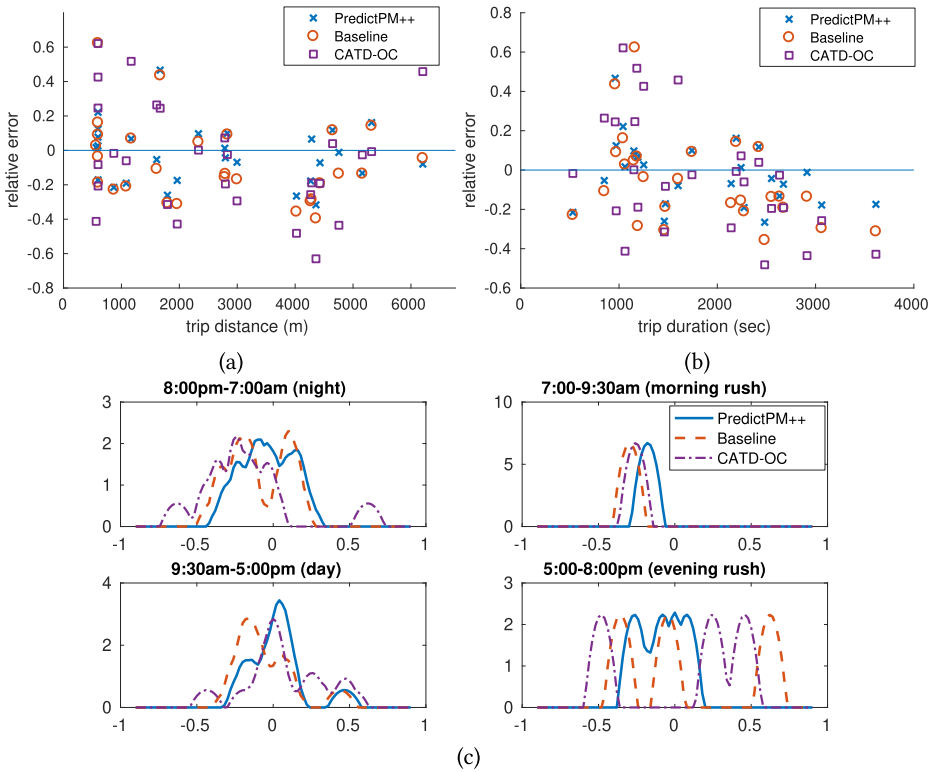 PredictPM++
Baseline
CATD-OC
0.6
0.4
0.2
0
-0.2
-0.4
-0.6
-0.8
relative error
0 1000 2000 3000 4000 5000 6000
trip distance (m)
(a)
PredictPM++
Baseline
CATD-OC
0.8
0.6
0.4
0.2
0
-0.2
-0.4
-0.6
relative error
0 1000 2000 3000 4000
trip duration (sec)
(b)
8:00pm-7:00am (night)
3
2
1
0
-1 -0.5 0 0.5 1
7:00-9:30am (morning rush)
PredictPM++
Baseline
CATD-OC
10
5
0
-1 -0.5 0 0.5 1
9:30am-5:00pm (day)
4
2
0
-1 -0.5 0 0.5 1
5:00-8:00pm (evening rush)
3
2
1
0
-1 -0.5 0 0.5 1
(c)